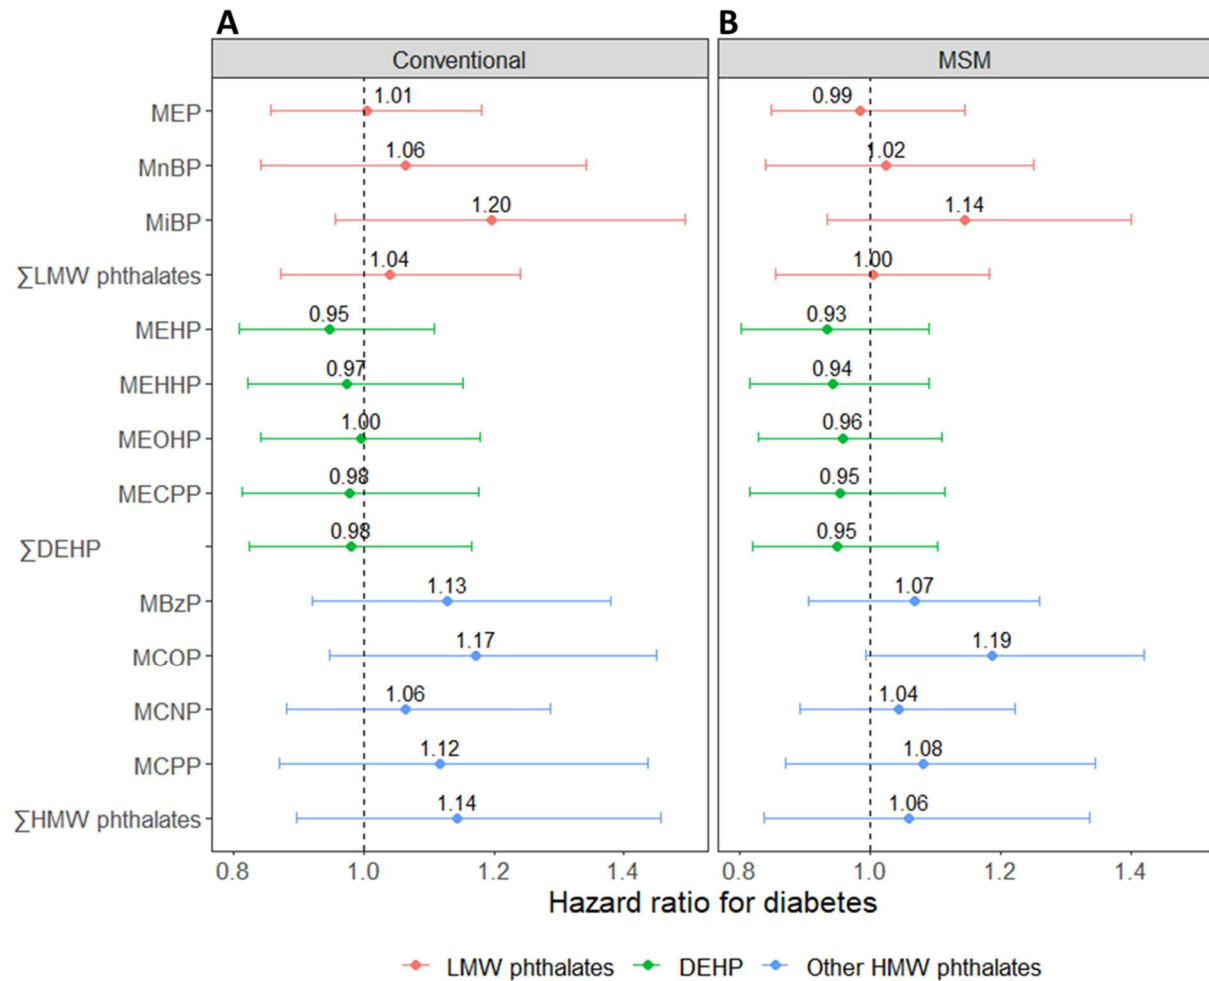 A B
Conventional MSM
MEP 1.01 0.99
MnBP 1.06 1.02
MiBP 1.20 1.14
∑LMW phthalates 1.04 1.00
MEHP 0.95 0.93
MEHHP 0.97 0.94
MEOHP 1.00 0.96
MECPP 0.98 0.95
∑DEHP 0.98 0.95
MBzP 1.13 1.07
MCOP 1.17 1.19
MCNP 1.06 1.04
MCPP 1.12 1.08
∑HMW phthalates 1.14 1.06
0.8 1.0 1.2 1.4 0.8 1.0 1.2 1.4
Hazard ratio for diabetes
LMW phthalates DEHP Other HMW phthalates